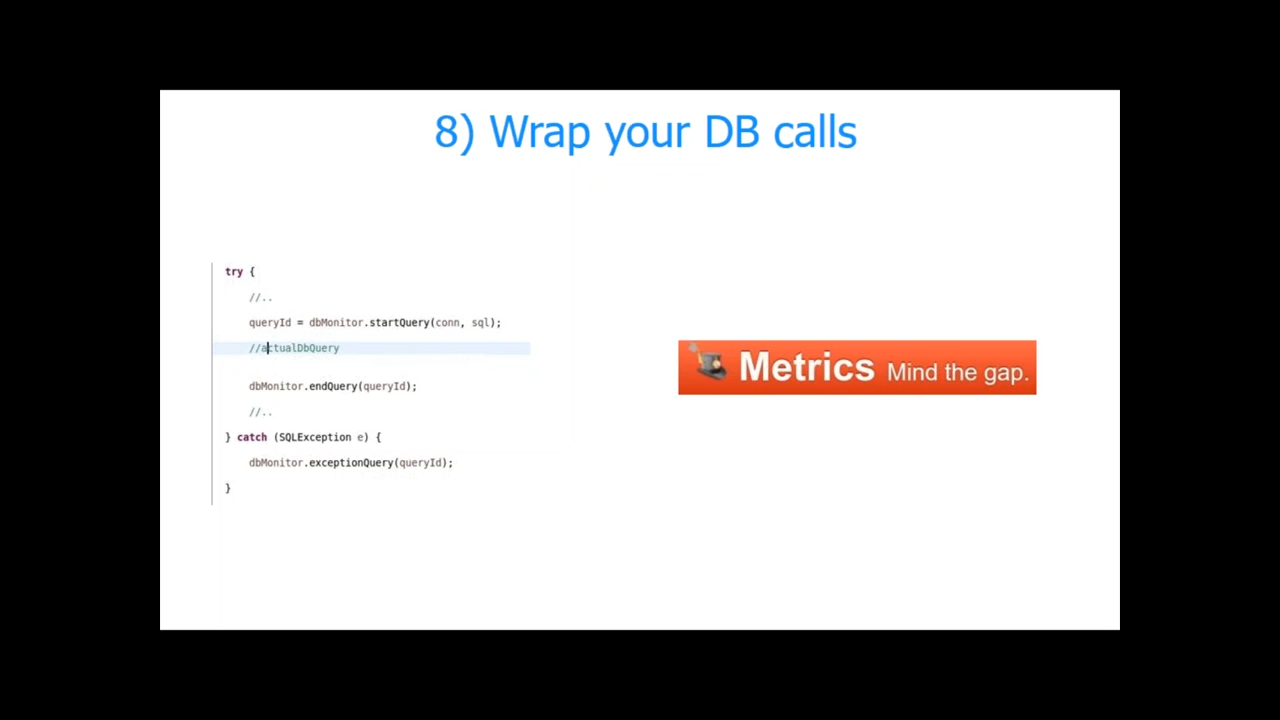 8) Wrap your DB calls
try {
//..
queryId = dbMonitor.startQuery(conn, sql);
//actualDbQuery
dbMonitor.endQuery(queryId);
//..
} catch (SQLException e) {
dbMonitor.exceptionQuery(queryId);
}
Metrics Mind the gap.